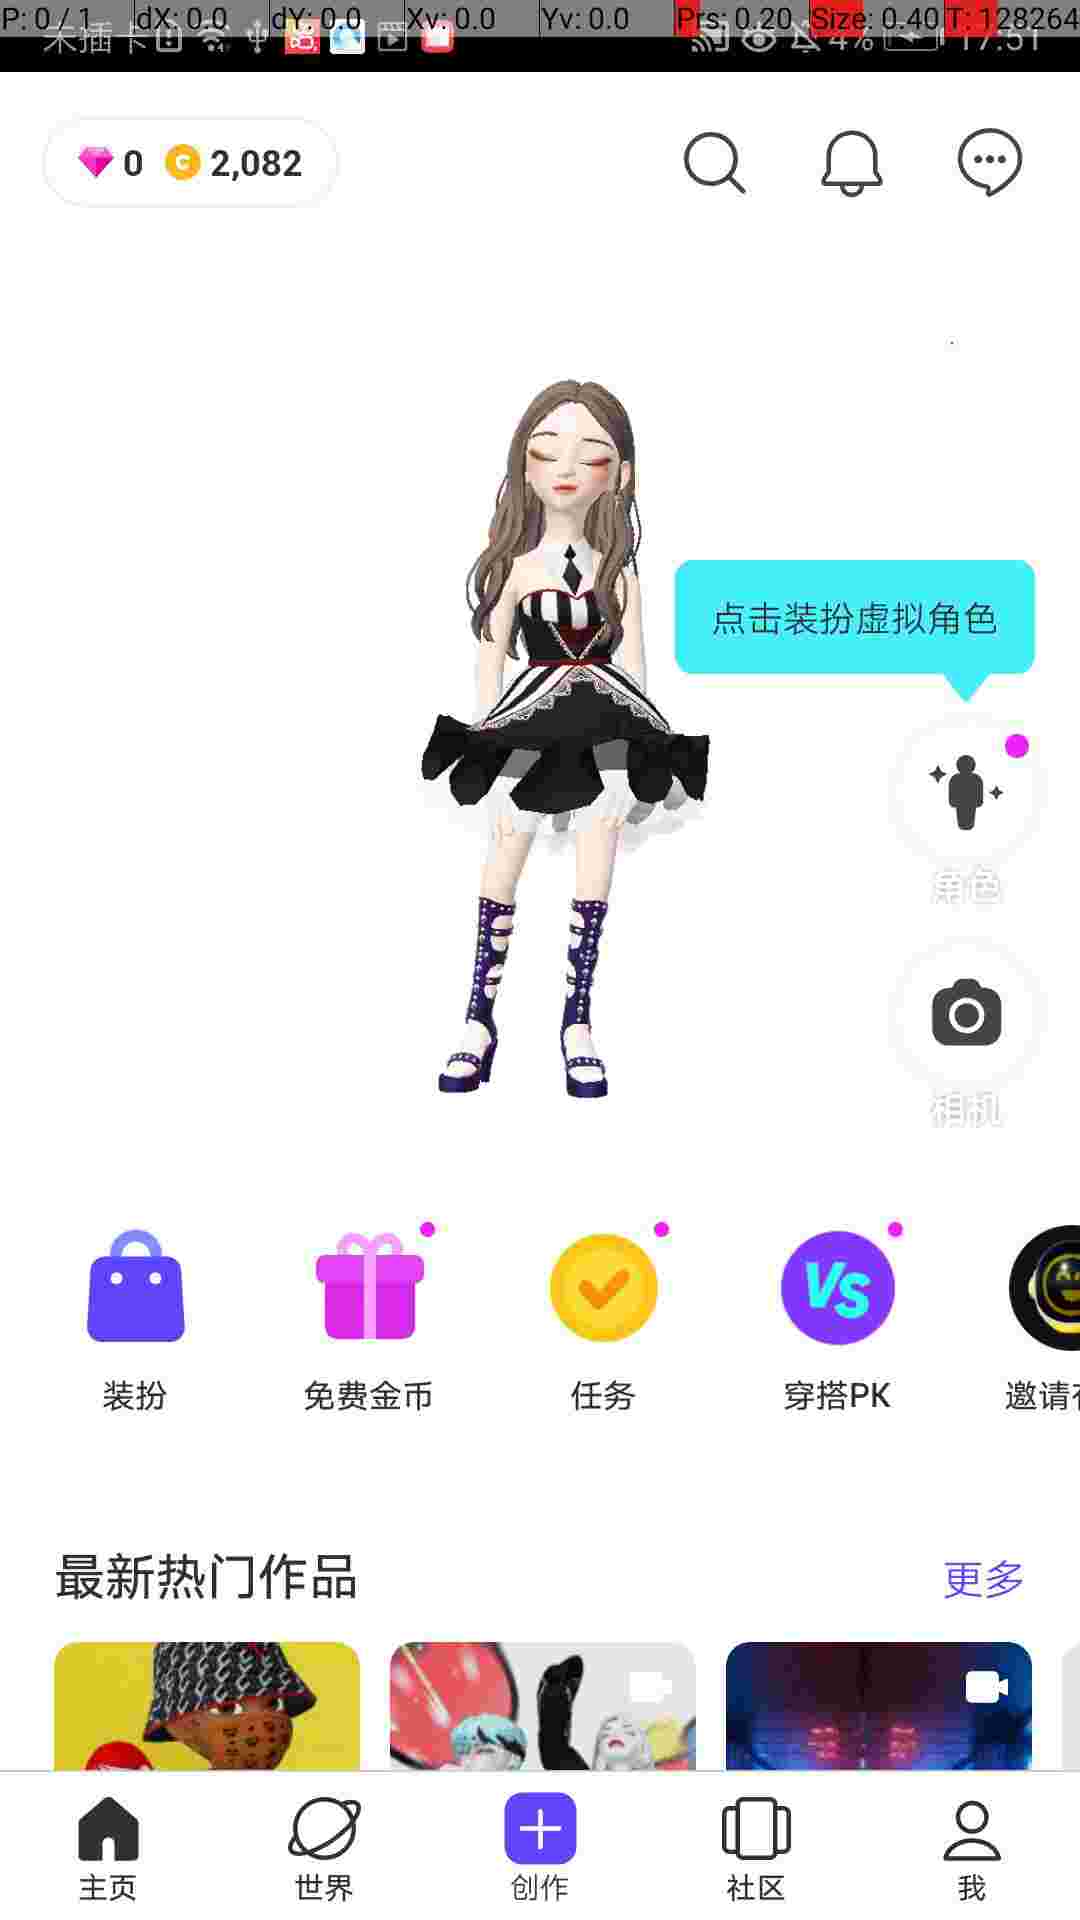 P: 0 / 1 dX: 0.0 dY: 0.0 Xv: 0.0 Yv: 0.0 Prs: 0.20 Size: 0.40 T: 128264
未插卡 4% 17:51
0 2,082
点击装扮虚拟角色
角色
相机
装扮 免费金币 任务 穿搭PK 邀请
最新热门作品 更多
主页 世界 创作 社区 我